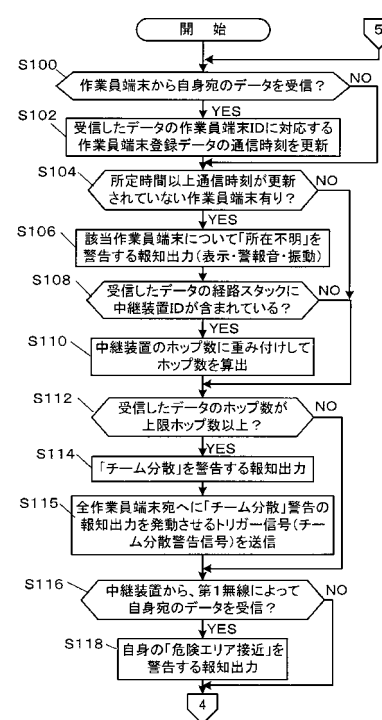 開　始
5
S100
作業員端末から自身宛のデータを受信？
NO
YES
S102
受信したデータの作業員端末IDに対応する
作業員端末登録データの通信時刻を更新
S104
所定時間以上通信時刻が更新
されていない作業員端末有り？
NO
YES
S106
該当作業員端末について「所在不明」を
警告する報知出力(表示・警報音・振動)
S108
受信したデータの経路スタックに
中継装置IDが含まれている？
NO
YES
S110
中継装置のホップ数に重み付けして
ホップ数を算出
S112
受信したデータのホップ数が
上限ホップ数以上？
NO
YES
S114
「チーム分散」を警告する報知出力
S115
全作業員端末宛へに「チーム分散」警告の
報知出力を発動させるトリガー信号(チー
ム分散警告信号)を送信
S116
中継装置から、第1無線によって
自身宛のデータを受信？
NO
YES
S118
自身の「危険エリア接近」を
警告する報知出力
4